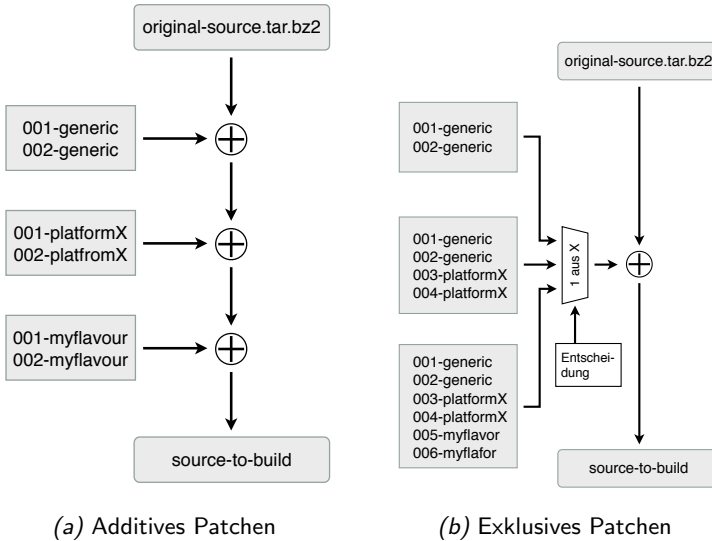 original-source.tar.bz2
001-generic
002-generic
001-platformX
002-platfromX
001-myflavour
002-myflavour
source-to-build
(a) Additives Patchen
original-source.tar.bz2
001-generic
002-generic
001-generic
002-generic
003-platformX
004-platformX
1 aus X
Entschei-
dung
001-generic
002-generic
003-platformX
004-platformX
005-myflavor
006-myflafor
source-to-build
(b) Exklusives Patchen